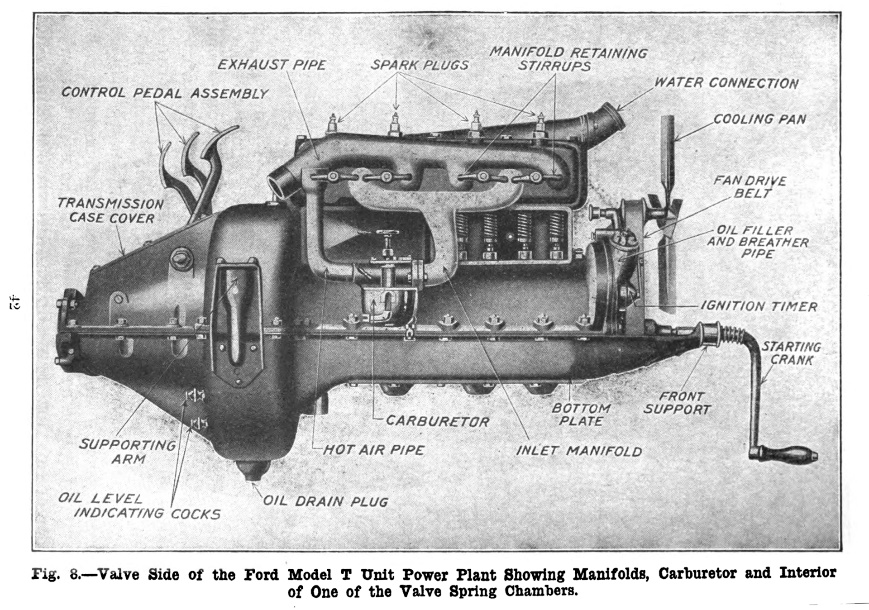 EXHAUST PIPE
SPARK PLUGS
MANIFOLD RETAINING
STIRRUPS
WATER CONNECTION
CONTROL PEDAL ASSEMBLY
COOLING PAN
TRANSMISSION
CASE COVER
FAN DRIVE
BELT
OIL FILLER
AND BREATHER
PIPE
IGNITION TIMER
42
STARTING
CRANK
FRONT
SUPPORT
BOTTOM
PLATE
CARBURETOR
SUPPORTING
ARM
HOT AIR PIPE
INLET MANIFOLD
OIL LEVEL
INDICATING COCKS
OIL DRAIN PLUG
Fig. 8.—Valve Side of the Ford Model T Unit Power Plant Showing Manifolds, Carburetor and Interior
of One of the Valve Spring Chambers.